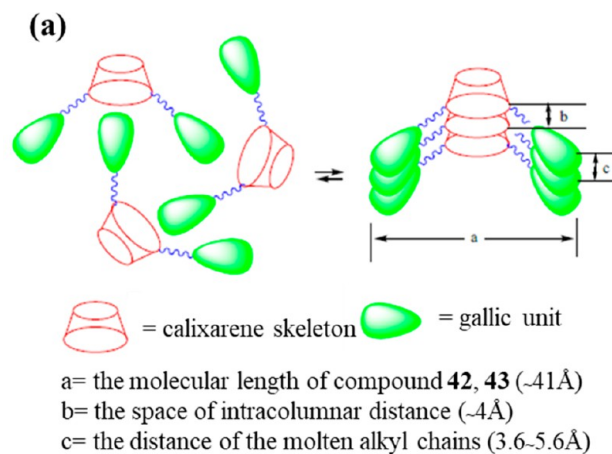 (a)
b
c
a
= calixarene skeleton
= gallic unit
a= the molecular length of compound 42, 43 (~41Å)
b= the space of intracolumnar distance (~4Å)
c= the distance of the molten alkyl chains (3.6~5.6Å)